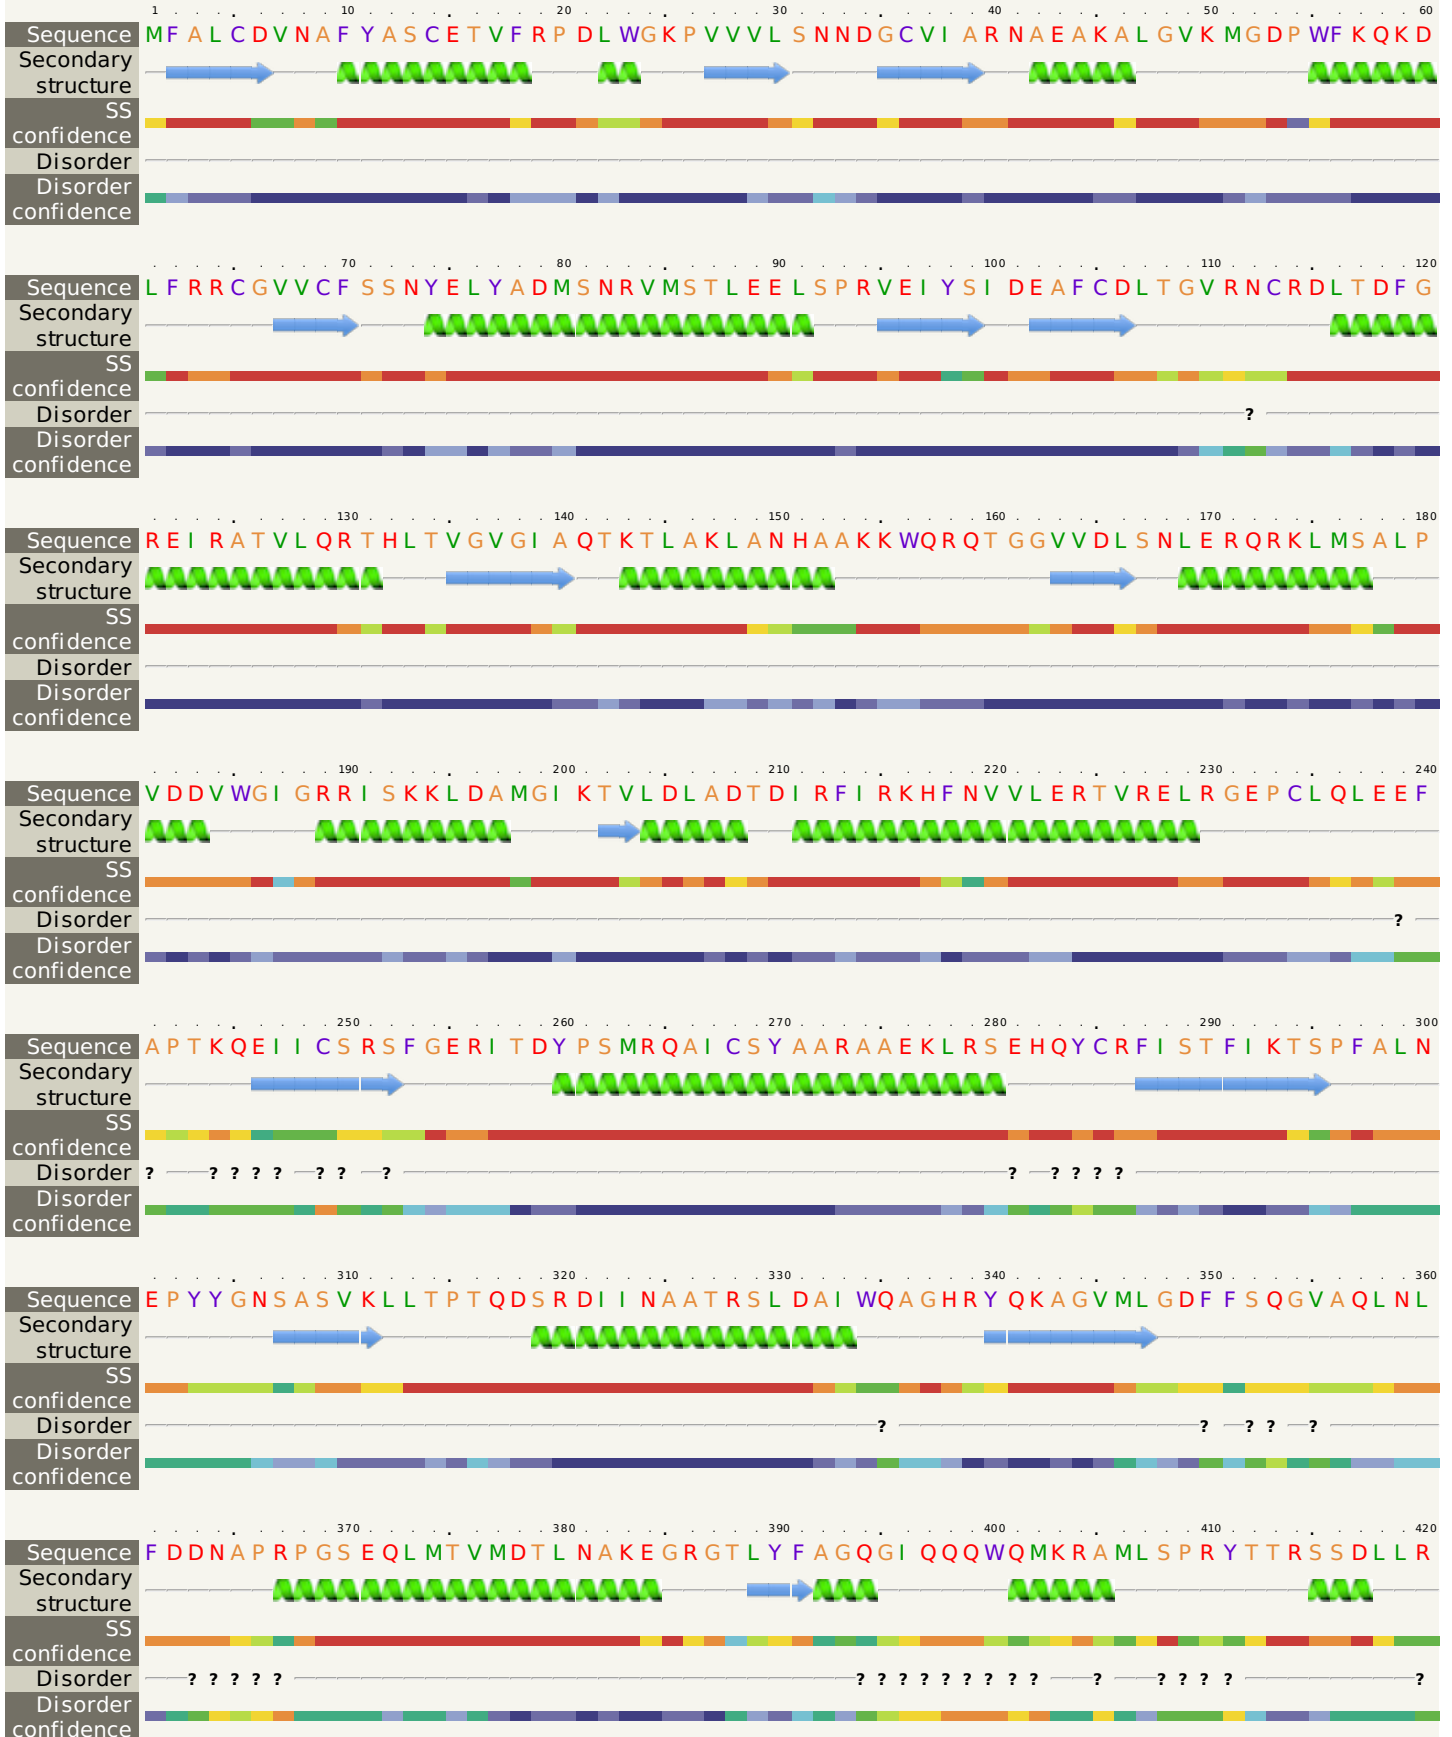 1 . . . . . . . . 10 . . . . . . . . . 20 . . . . . . . . . 30 . . . . . . . . . 40 . . . . . . . . . 50 . . . . . . . . . 60
Sequence MFALCDVNAFYASCETVFRPDLWGKPVVVLSNNDGCVIARNAEAKALGVKMGDPWFKQKD
Secondary
structure
SS
confidence
Disorder
Disorder
confidence
. . . . . . . . . 70 . . . . . . . . . 80 . . . . . . . . . 90 . . . . . . . . . 100 . . . . . . . . . 110 . . . . . . . . . 120
Sequence LFRRCGVVCFSSNYELYADMSNRVMSTLEELSPRVEIYSIDEAFCDLTGVRNCRDLTDFG
Secondary
structure
SS
confidence
Disorder ?
Disorder
confidence
. . . . . . . . . 130 . . . . . . . . . 140 . . . . . . . . . 150 . . . . . . . . . 160 . . . . . . . . . 170 . . . . . . . . . 180
Sequence REIRATVLQRTHLTVGVGIAQTKTLAKLANHAAKKWQRQTGGVVDLSNLERQRKLMSALP
Secondary
structure
SS
confidence
Disorder
Disorder
confidence
. . . . . . . . . 190 . . . . . . . . . 200 . . . . . . . . . 210 . . . . . . . . . 220 . . . . . . . . . 230 . . . . . . . . . 240
Sequence VDDVWGIGRRISKKLDAMGIKTVLDLADTDIRFIRKHFNVVLERTVRELRGEPCLQLEEF
Secondary
structure
SS
confidence
Disorder ?
Disorder
confidence
. . . . . . . . . 250 . . . . . . . . . 260 . . . . . . . . . 270 . . . . . . . . . 280 . . . . . . . . . 290 . . . . . . . . . 300
Sequence APTKQEIICSRSFGERITDYPSMRQAICSYAARAAEKLRSEHQYCRFISTFIKTSPFALN
Secondary
structure
SS
confidence
Disorder ? ? ? ? ? ? ? ? ? ? ? ? ?
Disorder
confidence
. . . . . . . . . 310 . . . . . . . . . 320 . . . . . . . . . 330 . . . . . . . . . 340 . . . . . . . . . 350 . . . . . . . . . 360
Sequence EPYYGNSASVKLLTPTQDSRDIINAATRSLDAIWQAGHRYQKAGVMLGDFFSQGVAQLNL
Secondary
structure
SS
confidence
Disorder ? ? ? ? ?
Disorder
confidence
. . . . . . . . . 370 . . . . . . . . . 380 . . . . . . . . . 390 . . . . . . . . . 400 . . . . . . . . . 410 . . . . . . . . . 420
Sequence FDDNAPRPGSEQLMTVMDTLNAKEGRGTLYFAGQGIQQQWQMKRAMLSPRYTTRSSDLLR
Secondary
structure
SS
confidence
Disorder ? ? ? ? ? ? ? ? ? ? ? ? ? ? ? ? ? ? ? ?
Disorder
confidence